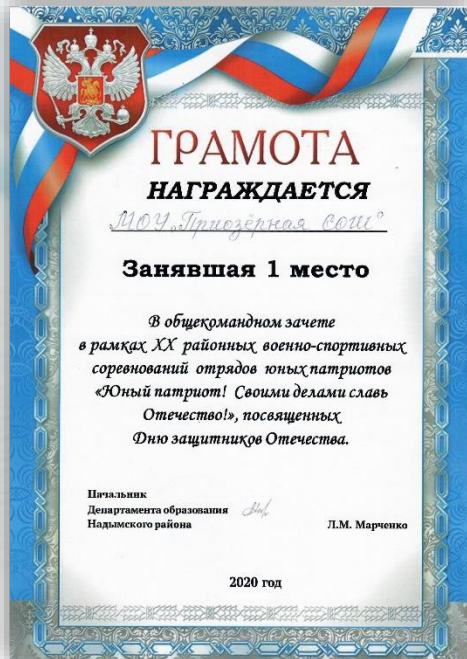 ГРАМОТА
НАГРАЖДАЕТСЯ
МОУ „Приозёрная СОШ"
Занявшая 1 место
В общекомандном зачете
в рамках XX районных военно-спортивных
соревнований отрядов юных патриотов
«Юный патриот! Своими делами славь
Отечество!», посвященных
Дню защитников Отечества.
Начальник
Департамента образования
Надымского района Л.М. Марченко
2020 год